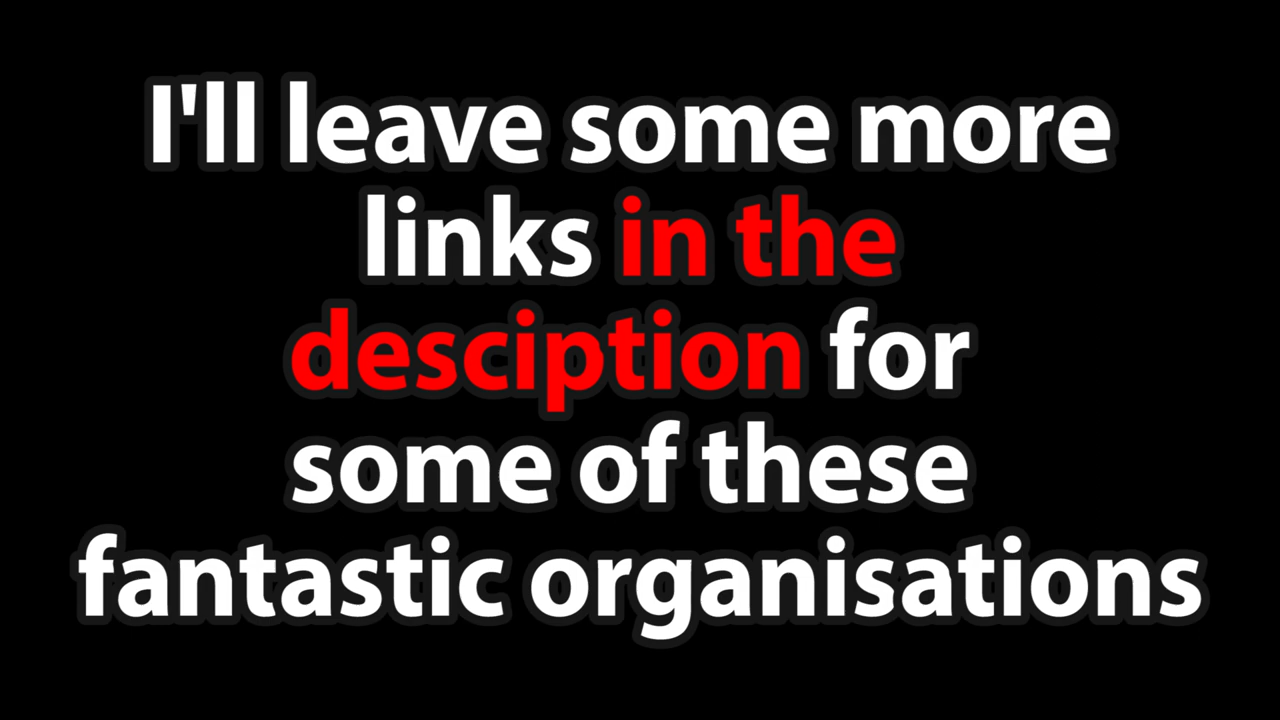 I'll leave some more
links in the
desciption for
some of these
fantastic organisations